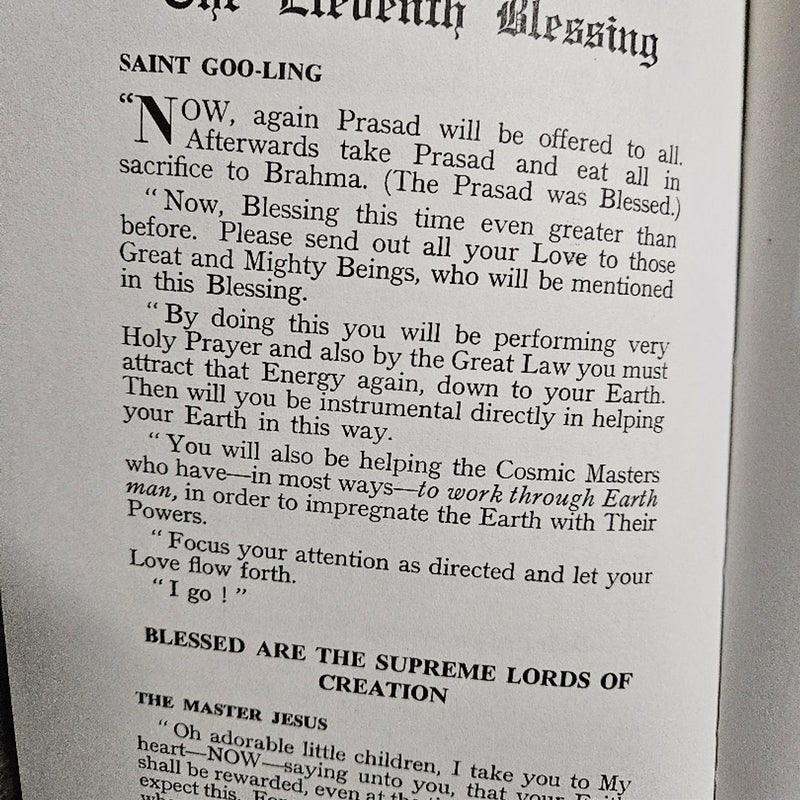 The Eleventh Blessing
SAINT GOO-LING
“NOW, again Prasad will be offered to all.
Afterwards take Prasad and eat all in
sacrifice to Brahma. (The Prasad was Blessed.)
“Now, Blessing this time even greater than
before. Please send out all your Love to those
Great and Mighty Beings, who will be mentioned
in this Blessing.
“By doing this you will be performing very
Holy Prayer and also by the Great Law you must
attract that Energy again, down to your Earth.
Then will you be instrumental directly in helping
your Earth in this way.
“You will also be helping the Cosmic Masters
who have—in most ways—to work through Earth
man, in order to impregnate the Earth with Their
Powers.
“Focus your attention as directed and let your
Love flow forth.
“I go ! ”
BLESSED ARE THE SUPREME LORDS OF
CREATION
THE MASTER JESUS
“Oh adorable little children, I take you to My
heart—NOW—saying unto you, that your
shall be rewarded, even at the
expect this.